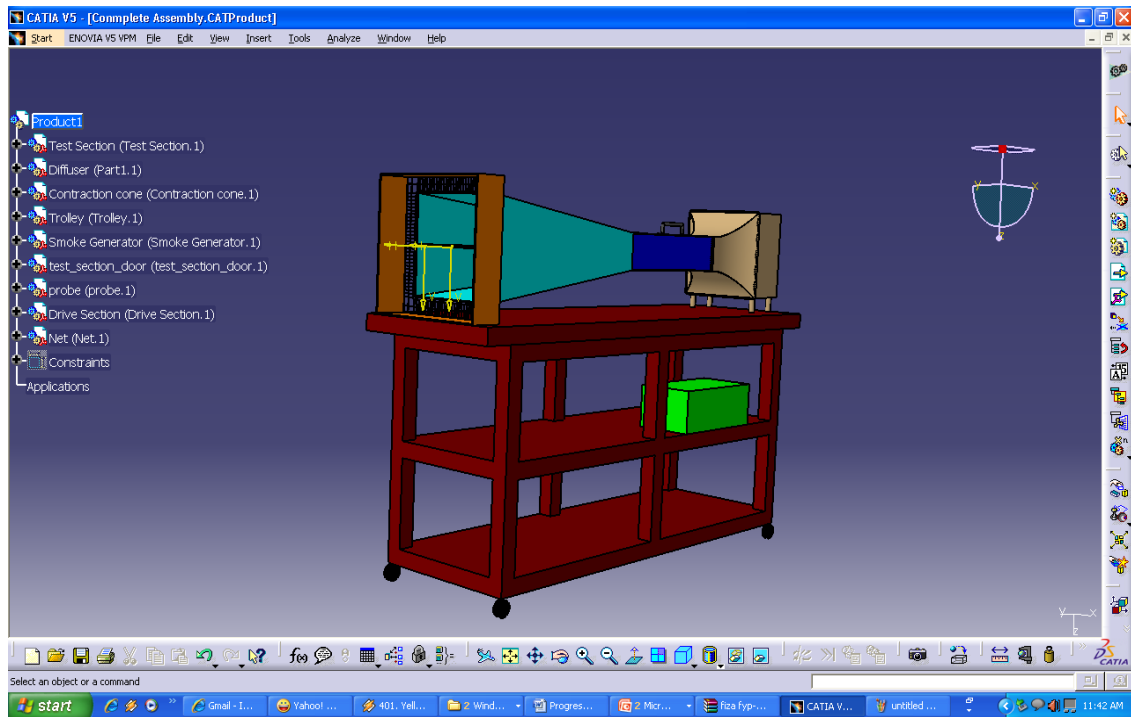 CATIA V5 - [Conmplete Assembly.CATProduct]
Start ENOVIA V5 VPM File Edit View Insert Tools Analyze Window Help
Product1
Test Section (Test Section.1)
Diffuser (Part1.1)
Contraction cone (Contraction cone.1)
Trolley (Trolley.1)
Smoke Generator (Smoke Generator.1)
test_section_door (test_section_door.1)
probe (probe.1)
Drive Section (Drive Section.1)
Net (Net.1)
Constraints
Applications
Y X
z
f(x)
CATIA
Select an object or a command
start Gmail - I... Yahoo! ... 401. Yell... 2 Wind... Progres... 2 Micr... fiza fyp-... CATIA V... untitled ... 11:42 AM